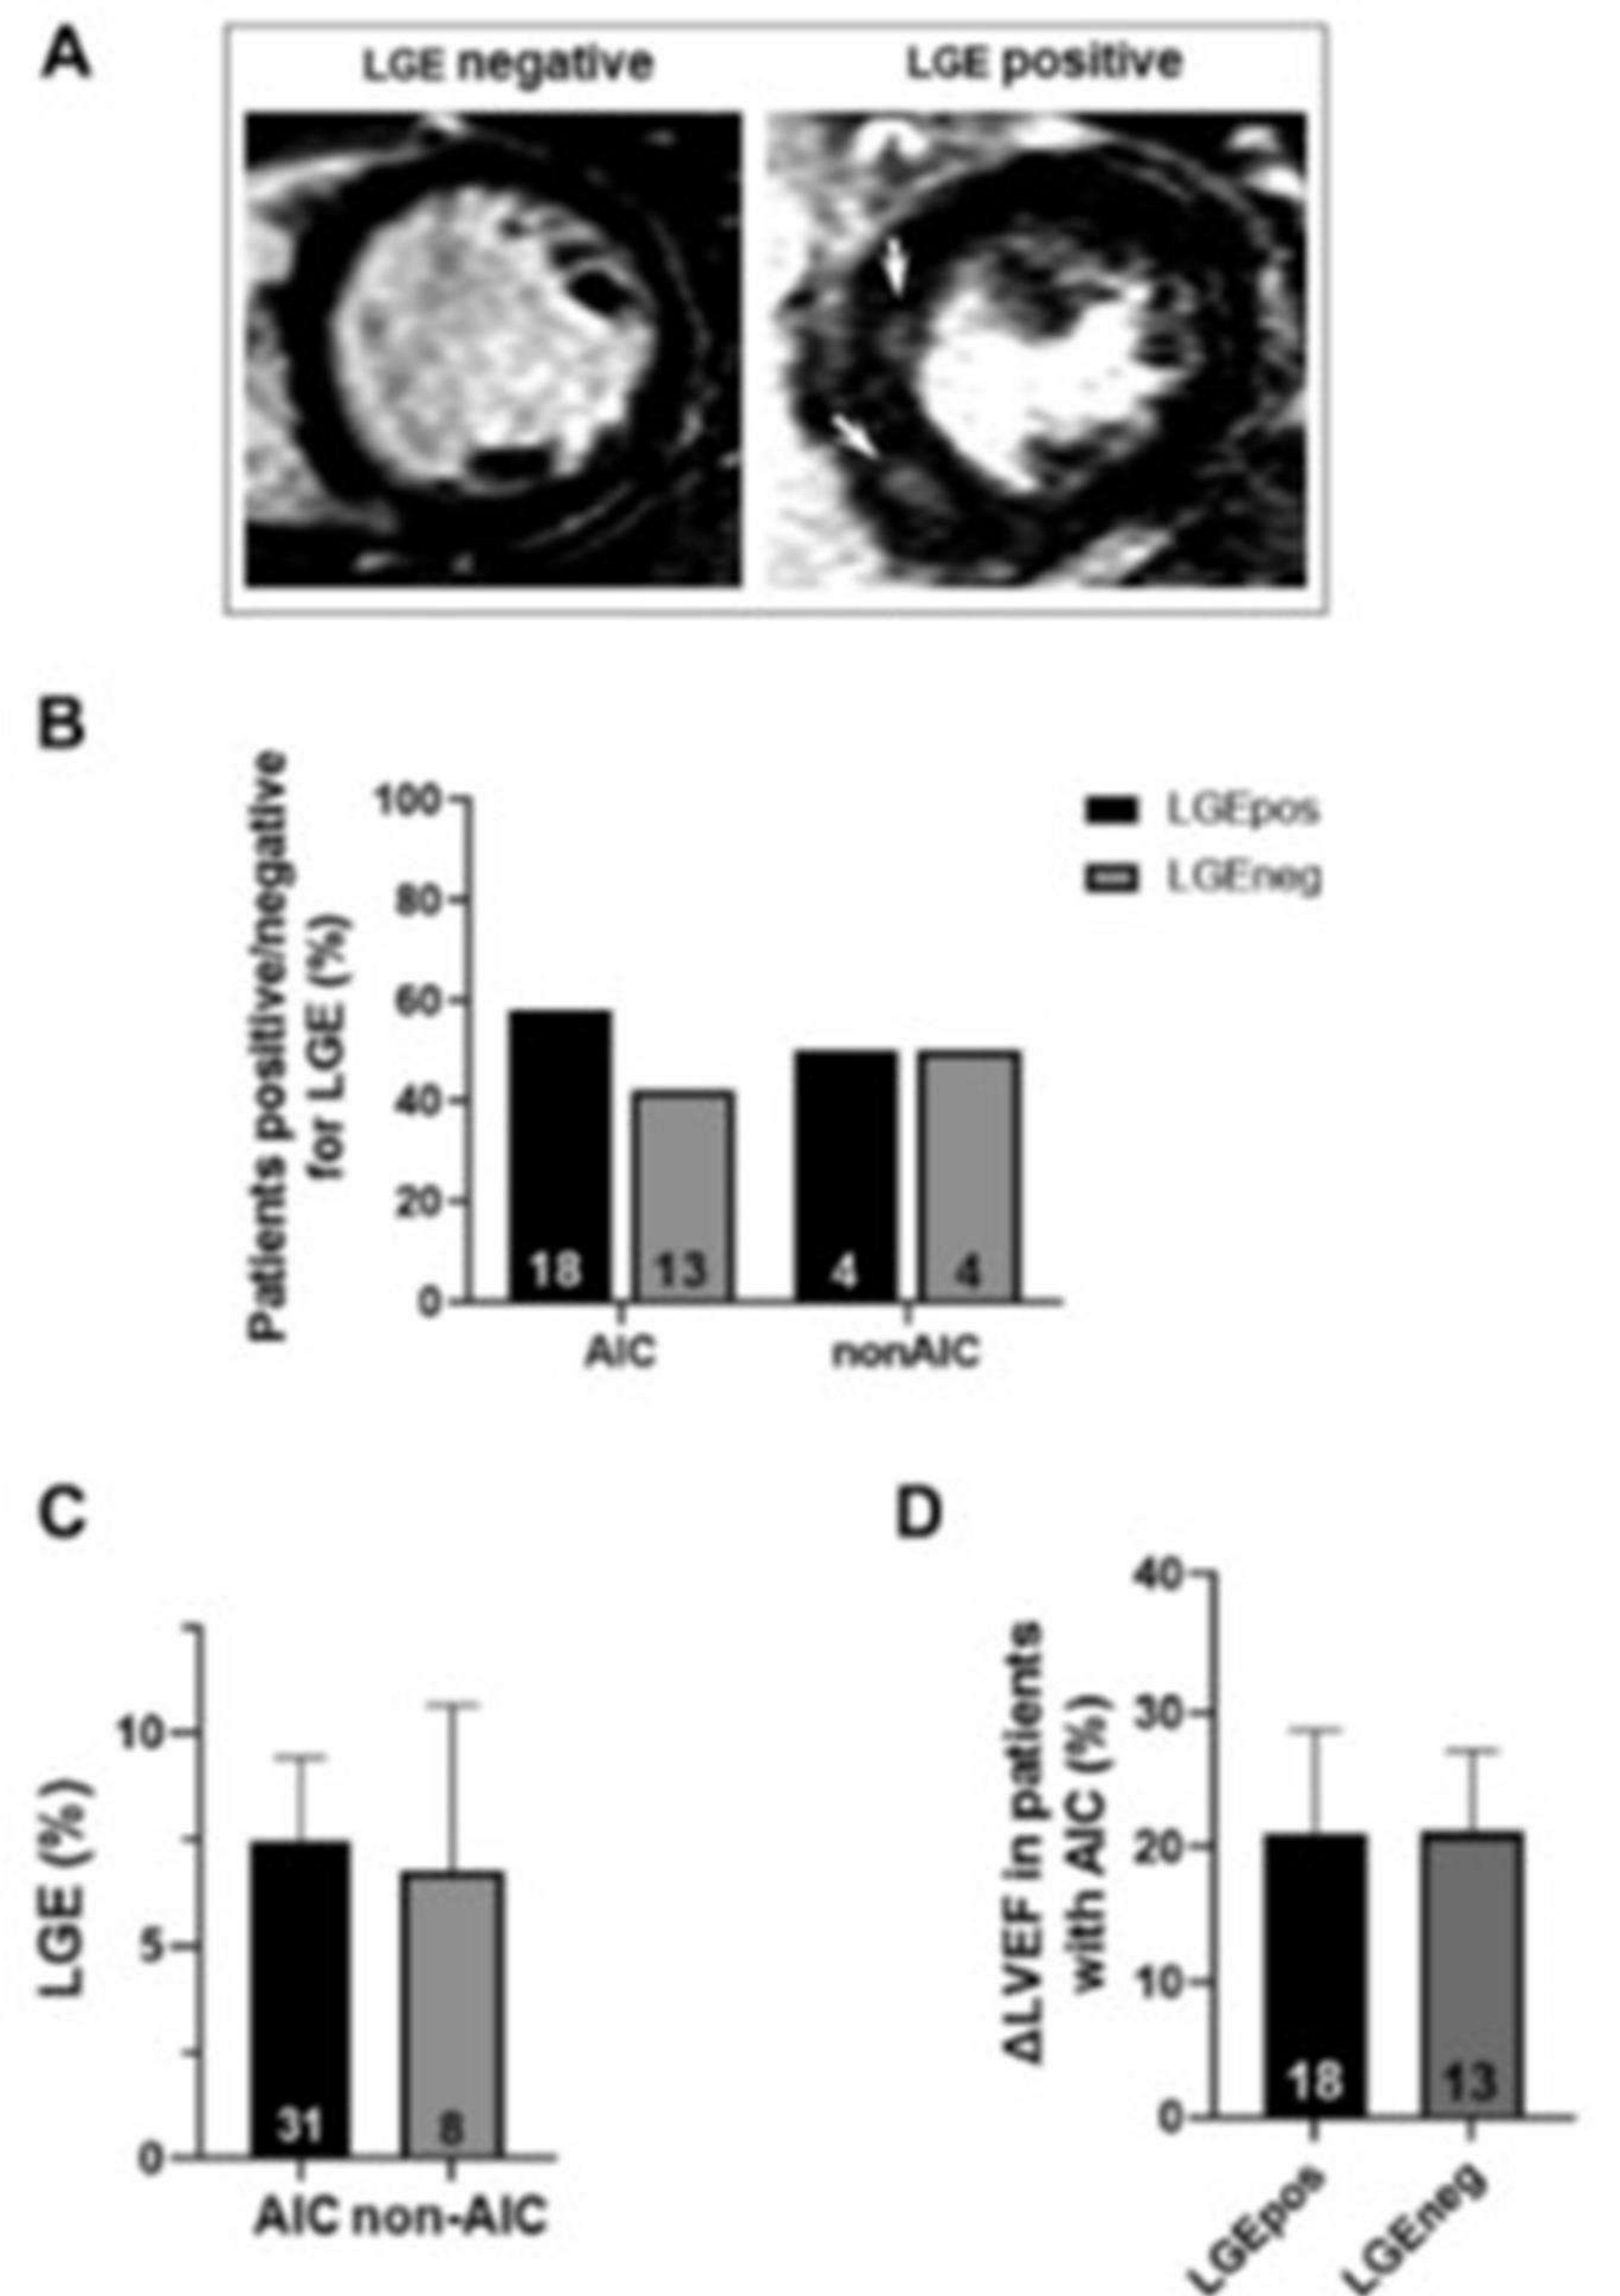 A
LGE negative
LGE positive
B
Patients positive/negative
for LGE (%)
100
80
60
40
20
0
18
13
4
4
AIC
nonAIC
LGEpos
LGEneg
C
LGE (%)
10
5
0
31
8
AIC
non-AIC
D
ΔLVEF in patients
with AIC (%)
40
30
20
10
0
18
13
LGEpos
LGEneg